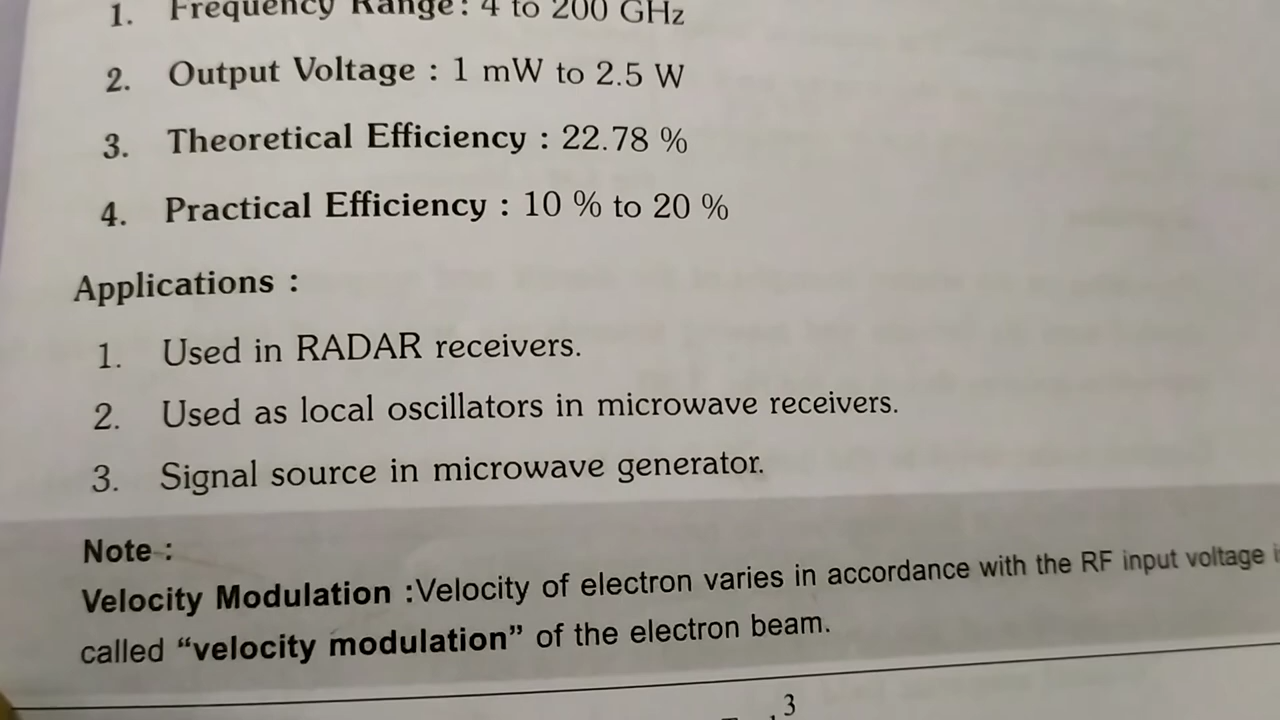 1. Frequency Range: 4 to 200 GHz
2. Output Voltage : 1 mW to 2.5 W
3. Theoretical Efficiency : 22.78 %
4. Practical Efficiency : 10 % to 20 %
Applications :
1. Used in RADAR receivers.
2. Used as local oscillators in microwave receivers.
3. Signal source in microwave generator.
Note :
Velocity Modulation :Velocity of electron varies in accordance with the RF input voltage
called “velocity modulation” of the electron beam.
3